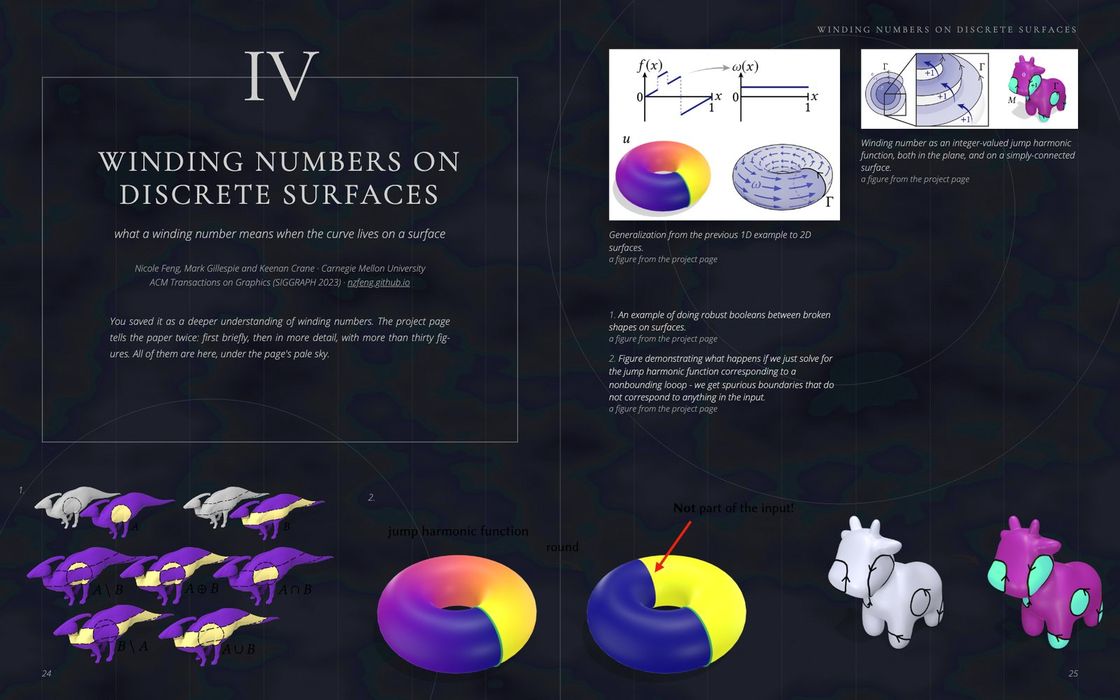 IV
WINDING NUMBERS ON
DISCRETE SURFACES
what a winding number means when the curve lives on a surface
Nicole Feng, Mark Gillespie and Keenan Crane · Carnegie Mellon University
ACM Transactions on Graphics (SIGGRAPH 2023) · nzfeng.github.io
You saved it as a deeper understanding of winding numbers. The project page
tells the paper twice: first briefly, then in more detail, with more than thirty fig-
ures. All of them are here, under the page's pale sky.
1.
A
B
A \ B
A ⊕ B
A ∩ B
B \ A
A ∪ B
24
2.
jump harmonic function
round
WINDING NUMBERS ON DISCRETE SURFACES
f(x)
ω(x)
0
x
1
0
x
1
u
ω
Γ
Generalization from the previous 1D example to 2D
surfaces.
a figure from the project page
Γ
+1
+1
+1
Γ
M
Γ
Winding number as an integer-valued jump harmonic
function, both in the plane, and on a simply-connected
surface.
a figure from the project page
1. An example of doing robust booleans between broken
shapes on surfaces.
a figure from the project page
2. Figure demonstrating what happens if we just solve for
the jump harmonic function corresponding to a
nonbounding looop - we get spurious boundaries that do
not correspond to anything in the input.
a figure from the project page
Not part of the input!
25